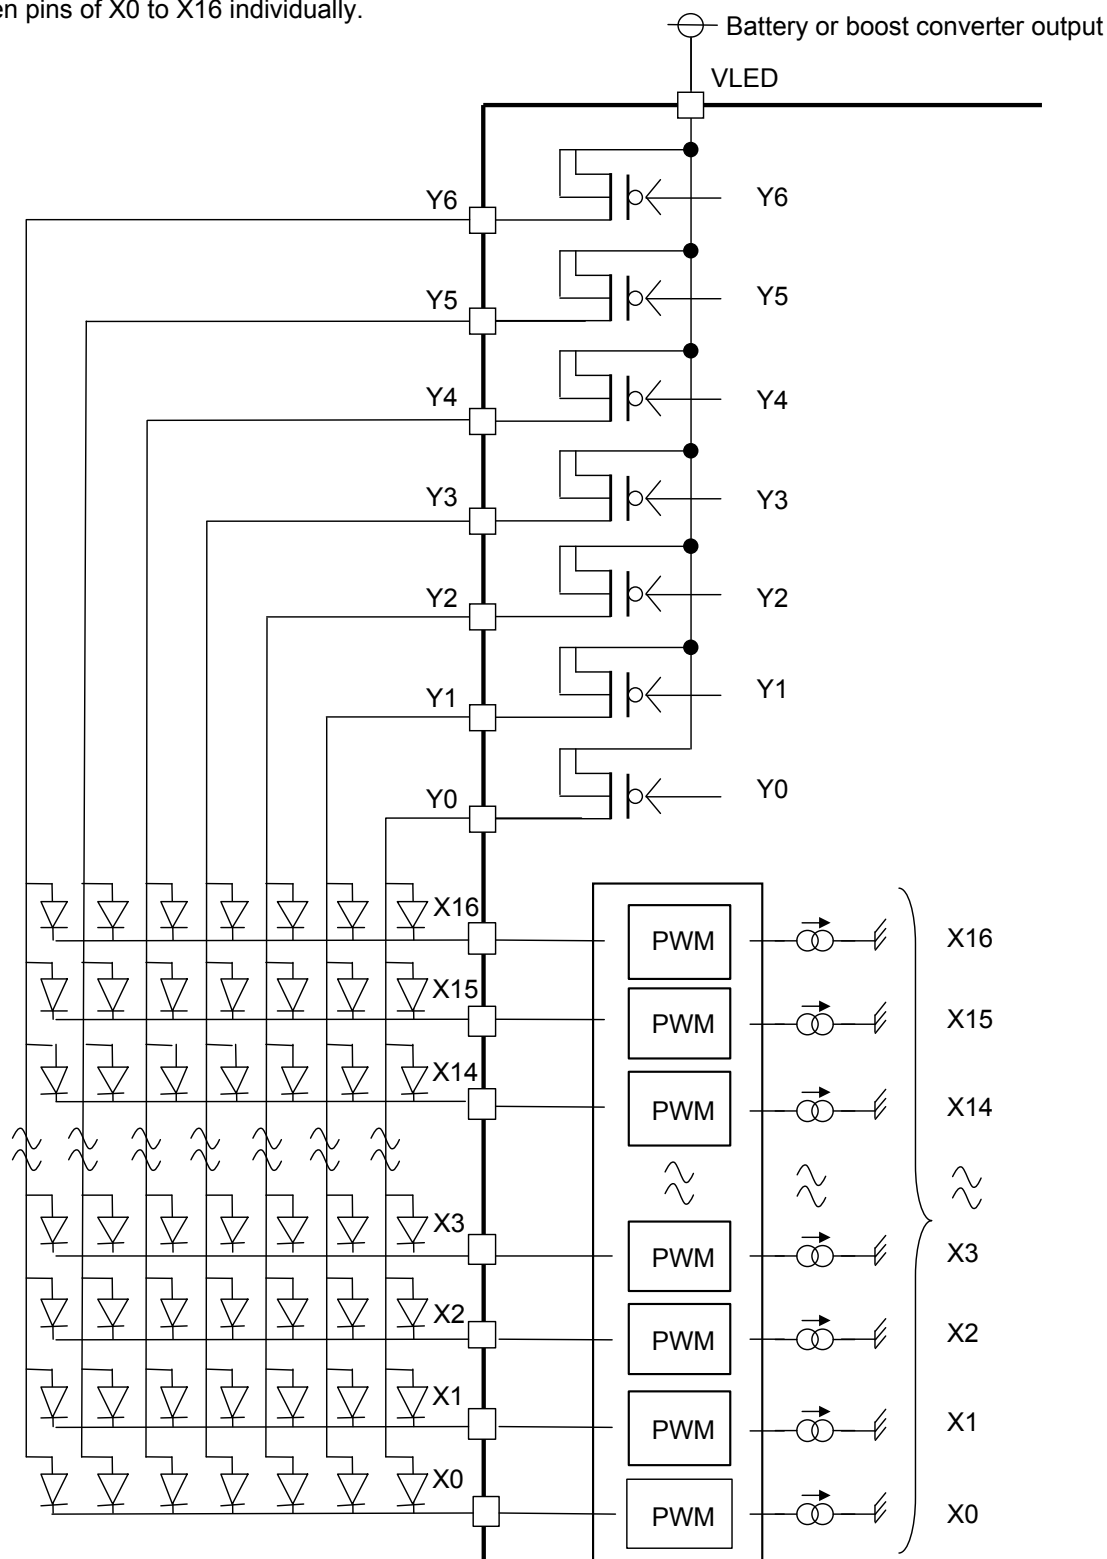 en pins of X0 to X16 individually.
Battery or boost converter output
VLED
Y6 Y6
Y5 Y5
Y4 Y4
Y3 Y3
Y2 Y2
Y1 Y1
Y0 Y0
X16 PWM X16
X15 PWM X15
X14 PWM X14
X3 PWM X3
X2 PWM X2
X1 PWM X1
X0 PWM X0